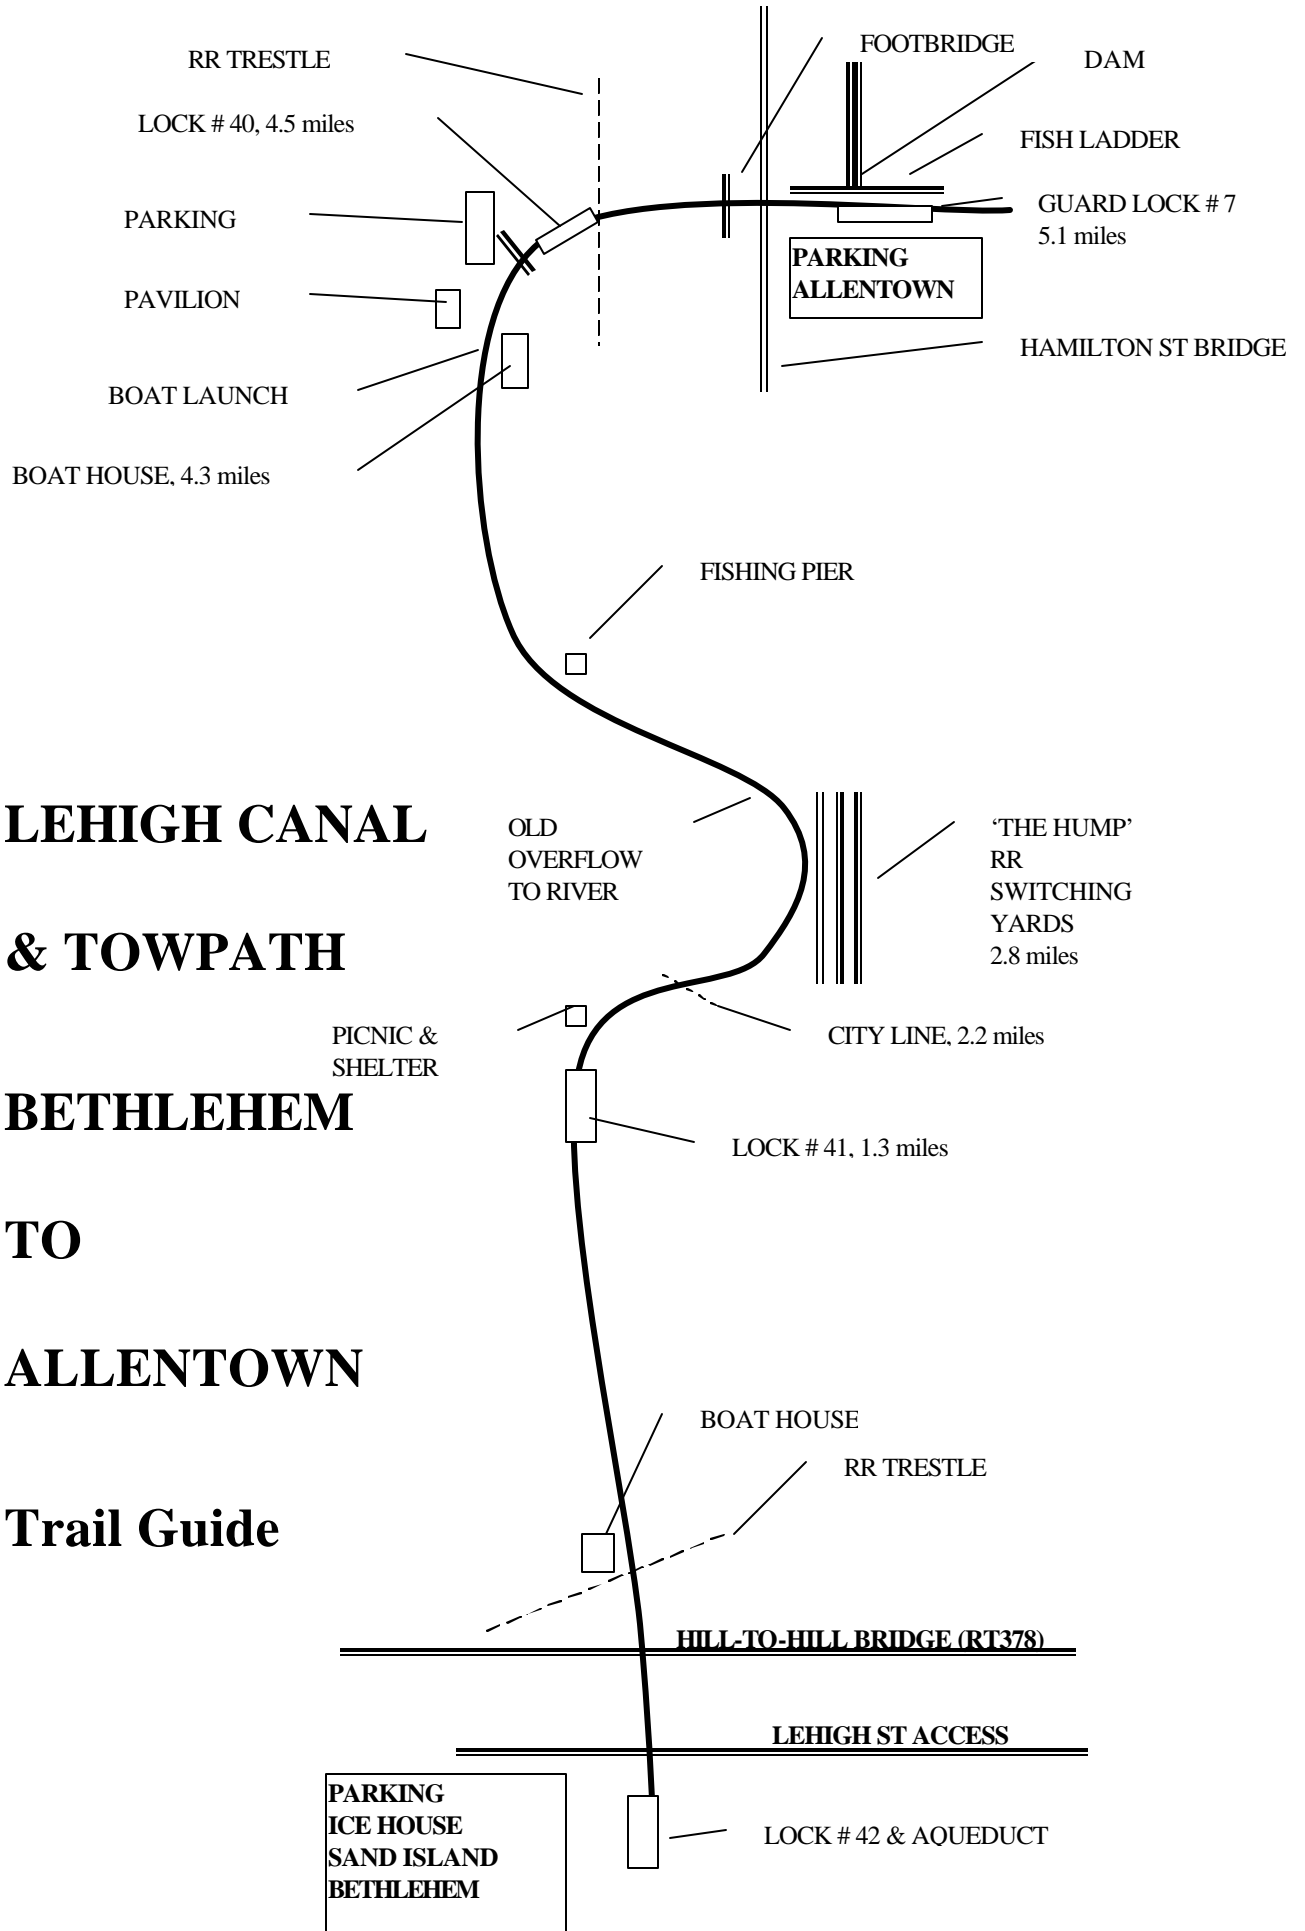 RR TRESTLE
FOOTBRIDGE
DAM
LOCK # 40, 4.5 miles
FISH LADDER
PARKING
GUARD LOCK # 7
5.1 miles
PARKING
ALLENTOWN
PAVILION
HAMILTON ST BRIDGE
BOAT LAUNCH
BOAT HOUSE, 4.3 miles
FISHING PIER
LEHIGH CANAL
& TOWPATH
BETHLEHEM
TO
ALLENTOWN
Trail Guide
OLD
OVERFLOW
TO RIVER
‘THE HUMP’
RR
SWITCHING
YARDS
2.8 miles
PICNIC &
SHELTER
CITY LINE, 2.2 miles
LOCK # 41, 1.3 miles
BOAT HOUSE
RR TRESTLE
HILL-TO-HILL BRIDGE (RT378)
LEHIGH ST ACCESS
PARKING
ICE HOUSE
SAND ISLAND
BETHLEHEM
LOCK # 42 & AQUEDUCT